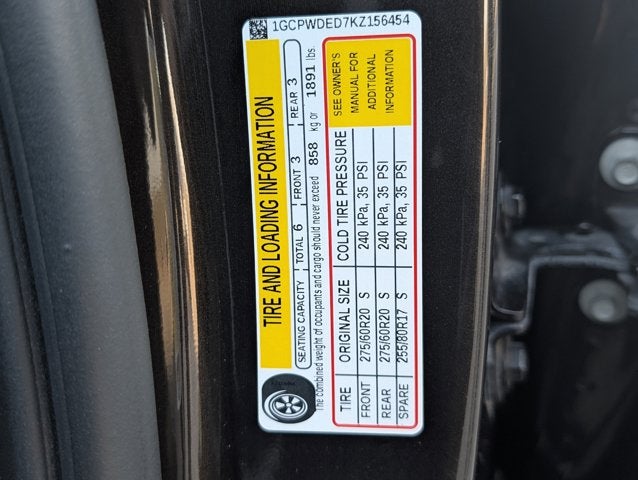 1GCPWDED7KZ156454
TIRE AND LOADING INFORMATION
SEATING CAPACITY TOTAL 6 FRONT 3 REAR 3
The combined weight of occupants and cargo should never exceed 858 kg or 1891 lbs.
TIRE ORIGINAL SIZE COLD TIRE PRESSURE
FRONT 275/60R20 S 240 kPa, 35 PSI
REAR 275/60R20 S 240 kPa, 35 PSI
SPARE 255/80R17 S 240 kPa, 35 PSI
SEE OWNER'S
MANUAL FOR
ADDITIONAL
INFORMATION